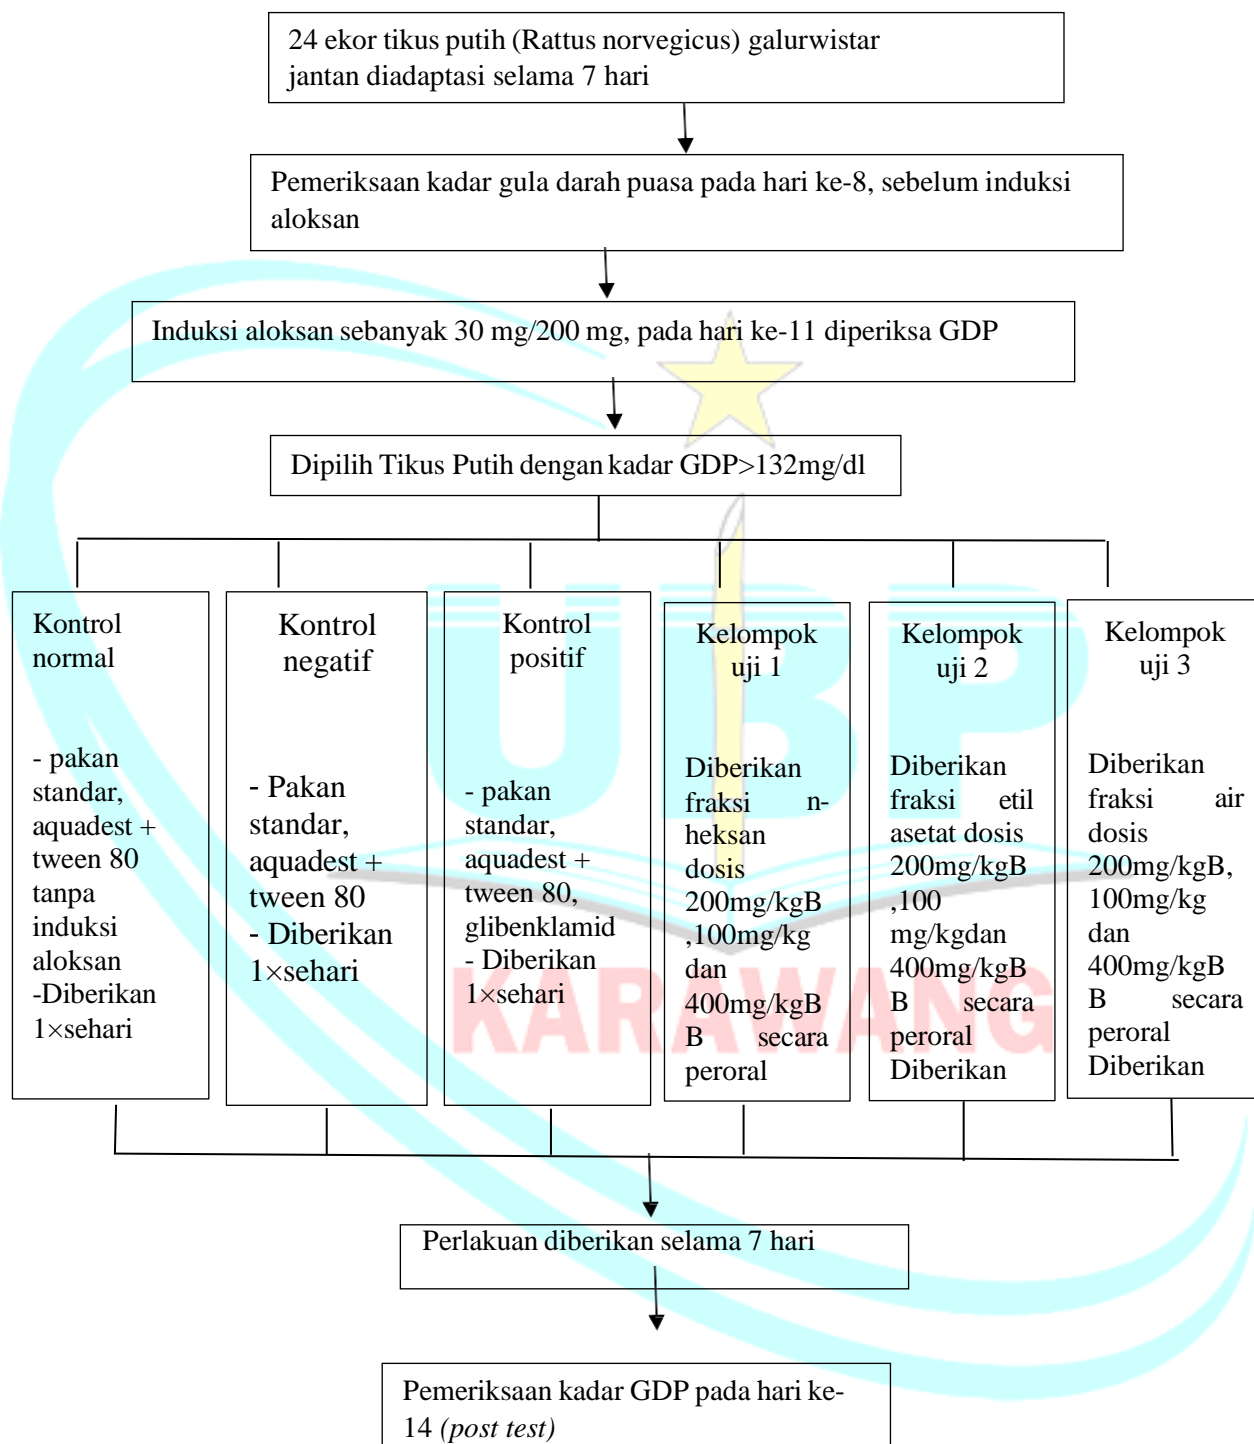 24 ekor tikus putih (Rattus norvegicus) galurwistar
jantan diadaptasi selama 7 hari
Pemeriksaan kadar gula darah puasa pada hari ke-8, sebelum induksi
aloksan
Induksi aloksan sebanyak 30 mg/200 mg, pada hari ke-11 diperiksa GDP
Dipilih Tikus Putih dengan kadar GDP>132mg/dl
Kontrol
normal
- pakan
standar,
aquadest +
tween 80
tanpa
induksi
aloksan
-Diberikan
1×sehari
Kontrol
negatif
- Pakan
standar,
aquadest +
tween 80
- Diberikan
1×sehari
Kontrol
positif
- pakan
standar,
aquadest +
tween 80,
glibenklamid
- Diberikan
1×sehari
Kelompok
uji 1
Diberikan
fraksi n-
heksan
dosis
200mg/kgB
,100mg/kg
dan
400mg/kgB
B secara
peroral
Kelompok
uji 2
Diberikan
fraksi etil
asetat dosis
200mg/kgB
,100
mg/kgdan
400mg/kgB
B secara
peroral
Diberikan
Kelompok
uji 3
Diberikan
fraksi air
dosis
200mg/kgB,
100mg/kg
dan
400mg/kgB
B secara
peroral
Diberikan
UBP
KARAWANG
Perlakuan diberikan selama 7 hari
Pemeriksaan kadar GDP pada hari ke-
14 (post test)